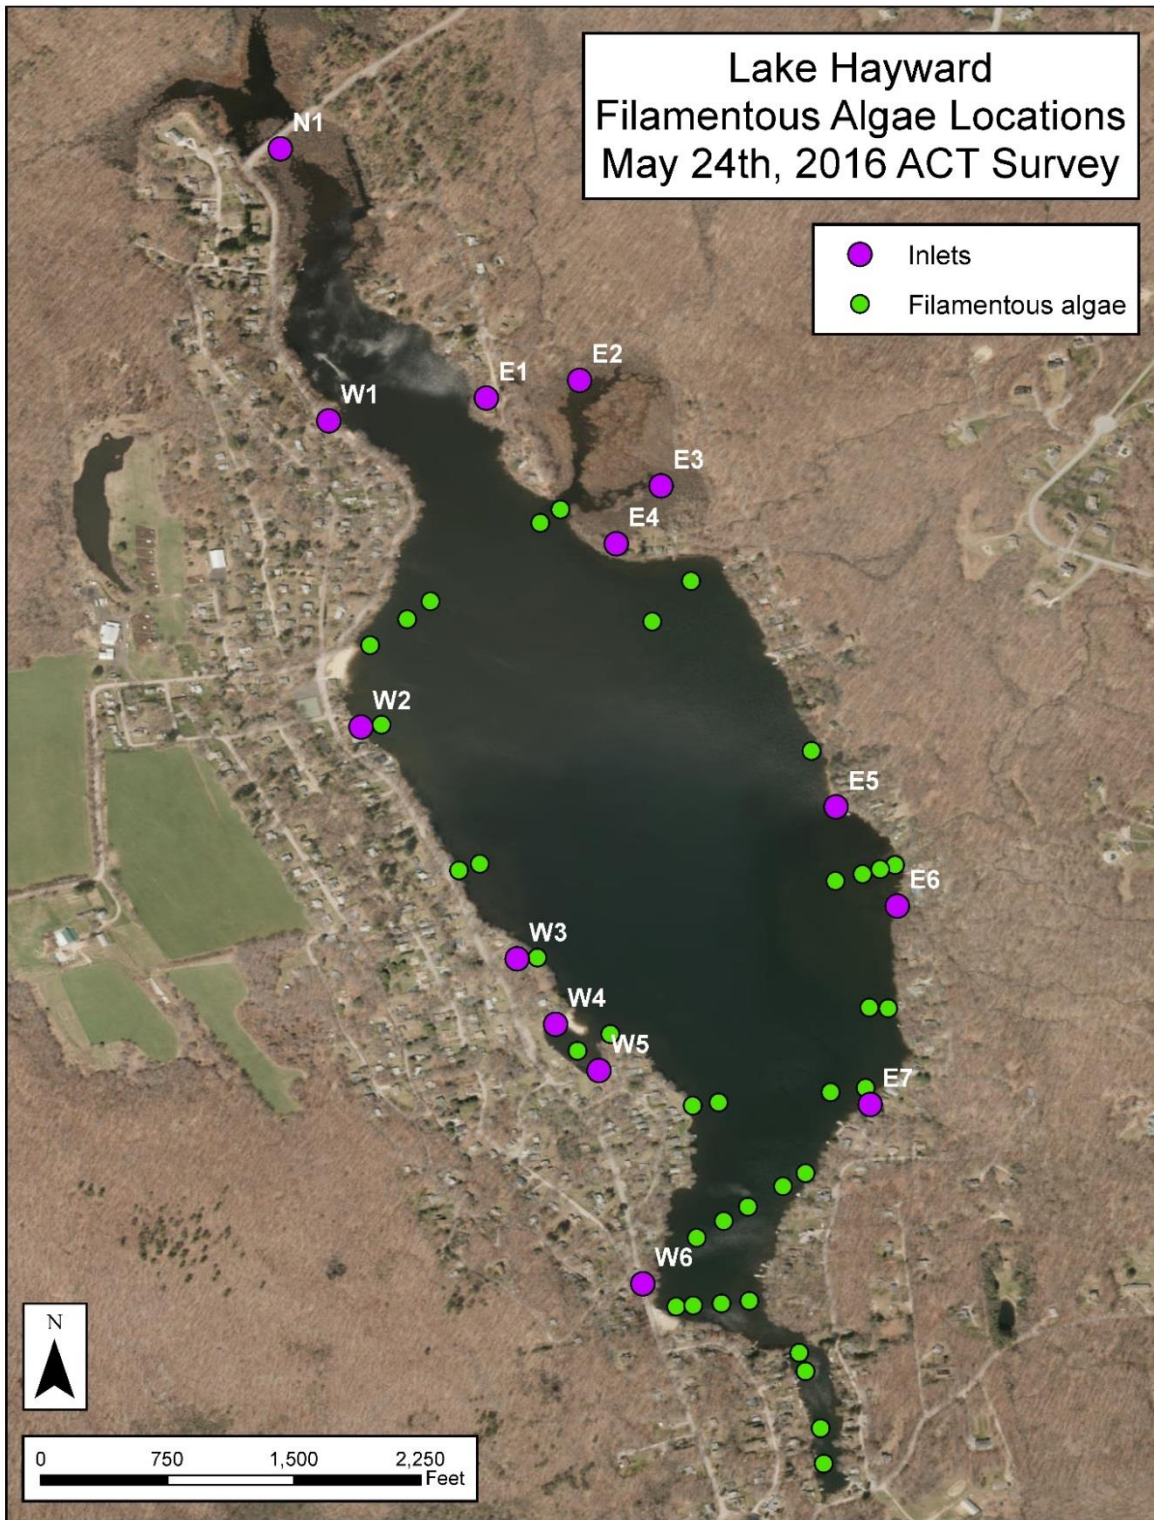 Lake Hayward
Filamentous Algae Locations
May 24th, 2016 ACT Survey
Inlets
Filamentous algae
N1
E1
E2
W1
E3
E4
W2
E5
E6
W3
W4
W5
E7
W6
N
0 750 1,500 2,250
Feet